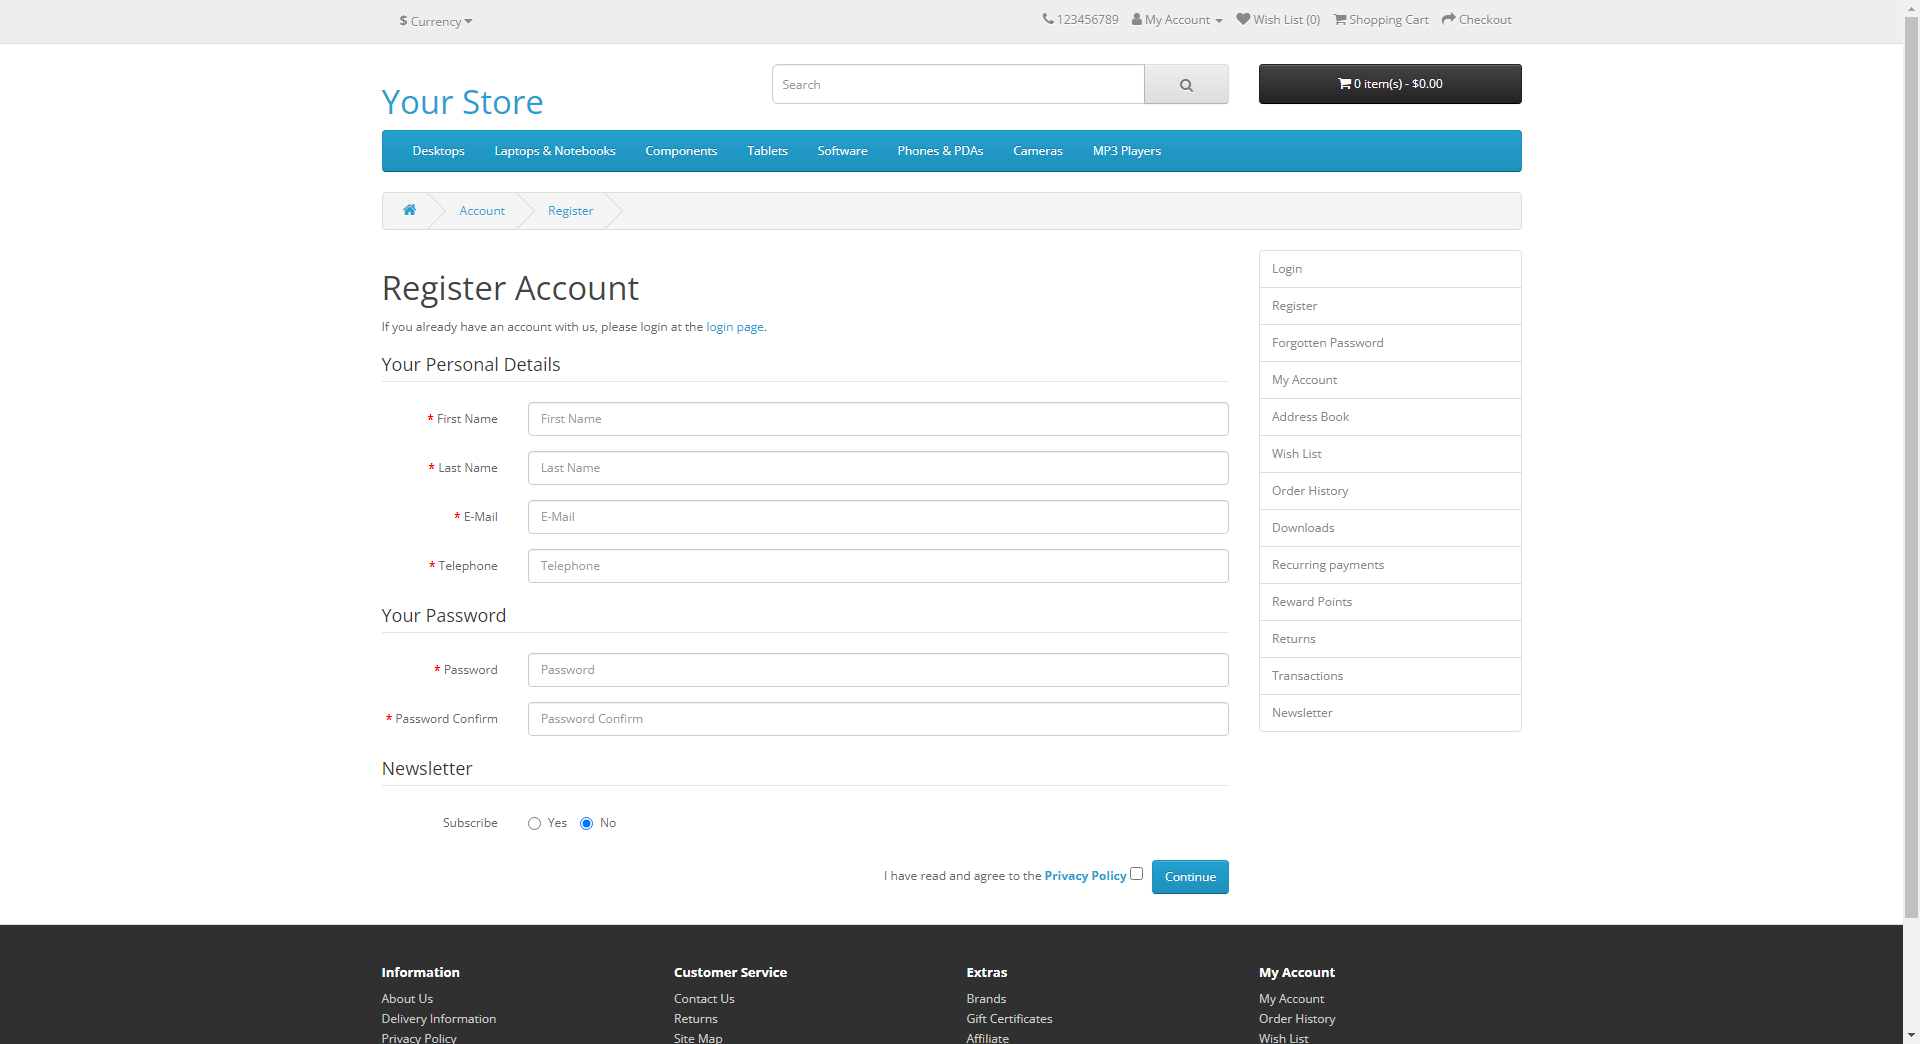 $ Currency
123456789 My Account Wish List (0) Shopping Cart Checkout
Your Store
Search
0 item(s) - $0.00
Desktops Laptops & Notebooks Components Tablets Software Phones & PDAs Cameras MP3 Players
Account Register
Register Account
If you already have an account with us, please login at the login page.
Your Personal Details
* First Name First Name
* Last Name Last Name
* E-Mail E-Mail
* Telephone Telephone
Your Password
* Password Password
* Password Confirm Password Confirm
Newsletter
Subscribe Yes No
I have read and agree to the Privacy Policy Continue
Login
Register
Forgotten Password
My Account
Address Book
Wish List
Order History
Downloads
Recurring payments
Reward Points
Returns
Transactions
Newsletter
Information
About Us
Delivery Information
Privacy Policy
Customer Service
Contact Us
Returns
Site Map
Extras
Brands
Gift Certificates
Affiliate
My Account
My Account
Order History
Wish List